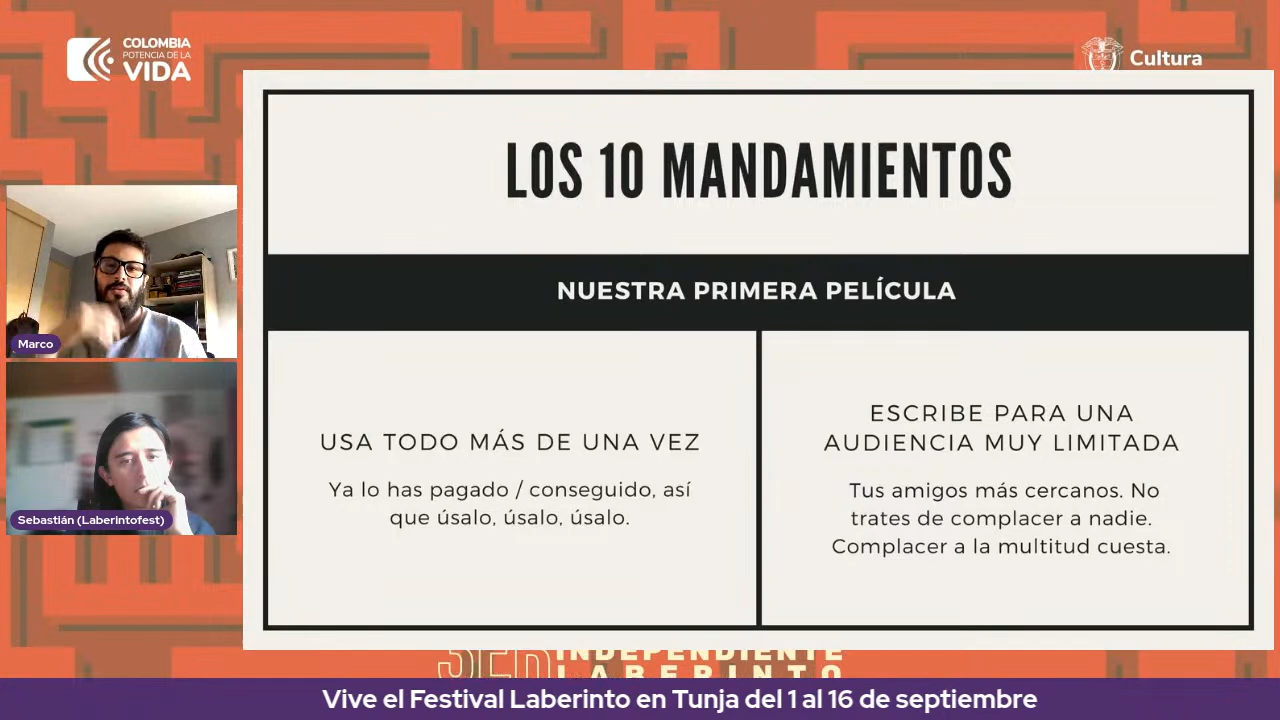 COLOMBIA
POTENCIA DE LA
VIDA
Cultura
LOS 10 MANDAMIENTOS
NUESTRA PRIMERA PELÍCULA
USA TODO MÁS DE UNA VEZ
Ya lo has pagado / conseguido, así
que úsalo, úsalo, úsalo.
ESCRIBE PARA UNA
AUDIENCIA MUY LIMITADA
Tus amigos más cercanos. No
trates de complacer a nadie.
Complacer a la multitud cuesta.
Marco
Sebastián (Laberintofest)
SER INDEPENDIENTE
LABERINTO
Vive el Festival Laberinto en Tunja del 1 al 16 de septiembre